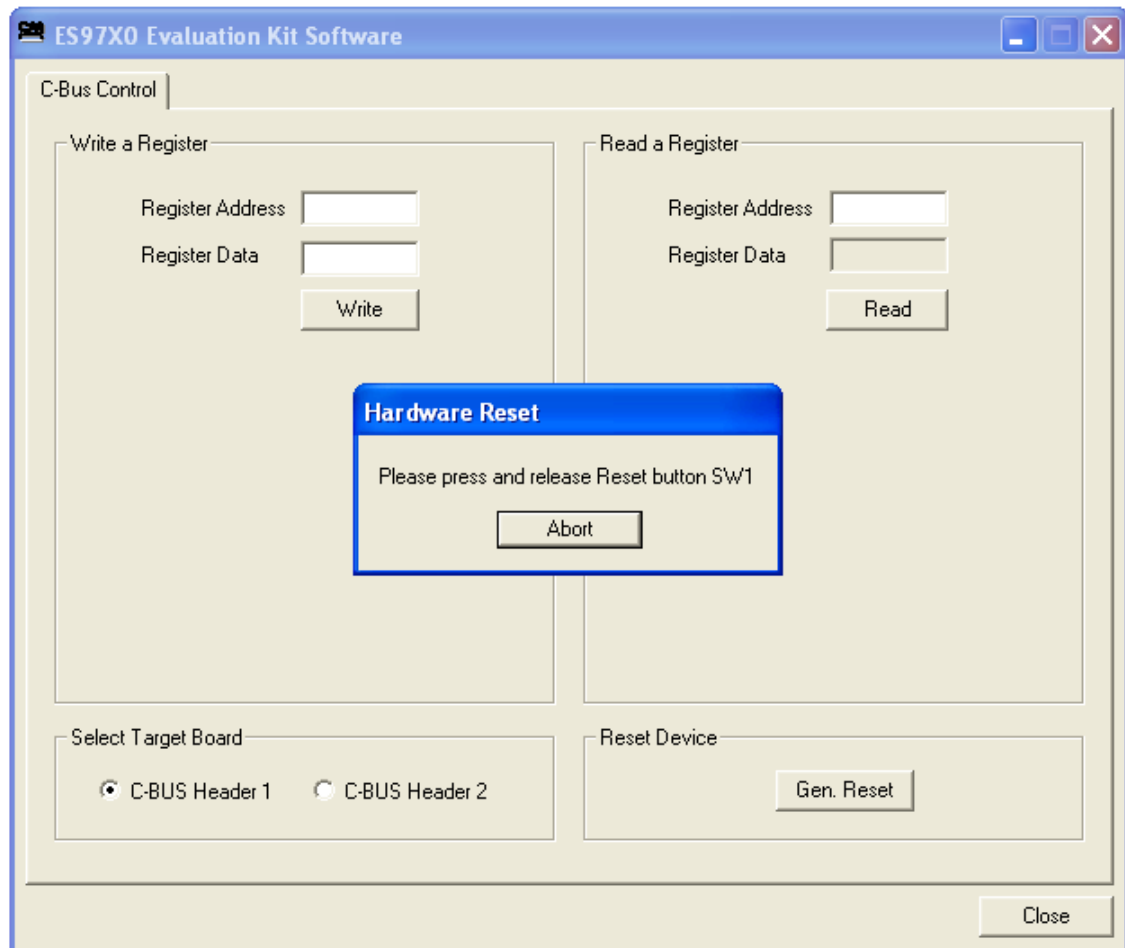 ES97X0 Evaluation Kit Software
C-Bus Control
Write a Register
Register Address
Register Data
Write
Read a Register
Register Address
Register Data
Read
Hardware Reset
Please press and release Reset button SW1
Abort
Select Target Board
C-BUS Header 1
C-BUS Header 2
Reset Device
Gen. Reset
Close